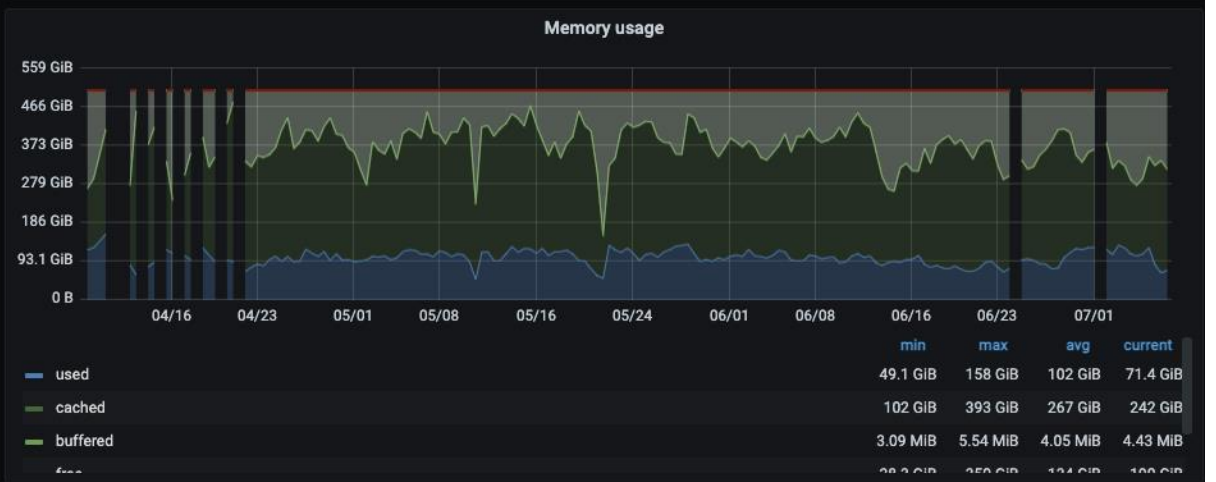 Memory usage
559 GiB
466 GiB
373 GiB
279 GiB
186 GiB
93.1 GiB
0 B
04/16 04/23 05/01 05/08 05/16 05/24 06/01 06/08 06/16 06/23 07/01
min max avg current
used 49.1 GiB 158 GiB 102 GiB 71.4 GiB
cached 102 GiB 393 GiB 267 GiB 242 GiB
buffered 3.09 MiB 5.54 MiB 4.05 MiB 4.43 MiB